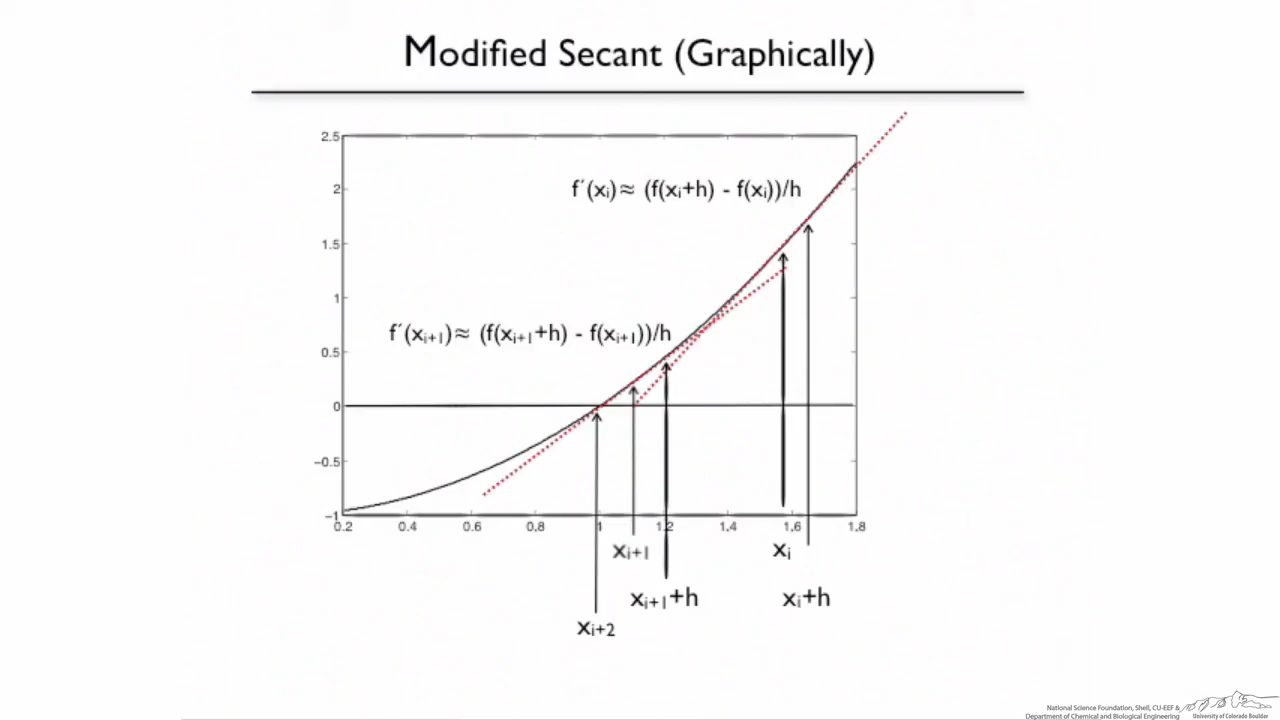 Modified Secant (Graphically)
2.5
f´(xᵢ)≈ (f(xᵢ+h) - f(xᵢ))/h
2
1.5
1
f´(xᵢ₊₁)≈ (f(xᵢ₊₁+h) - f(xᵢ₊₁))/h
0.5
0
−0.5
−1
0.2 0.4 0.6 0.8 1 1.2 1.4 1.6 1.8
xᵢ₊₁ xᵢ
xᵢ₊₁+h xᵢ+h
xᵢ₊₂
National Science Foundation, Shell, CU-EEF &
Department of Chemical and Biological Engineering
University of Colorado Boulder